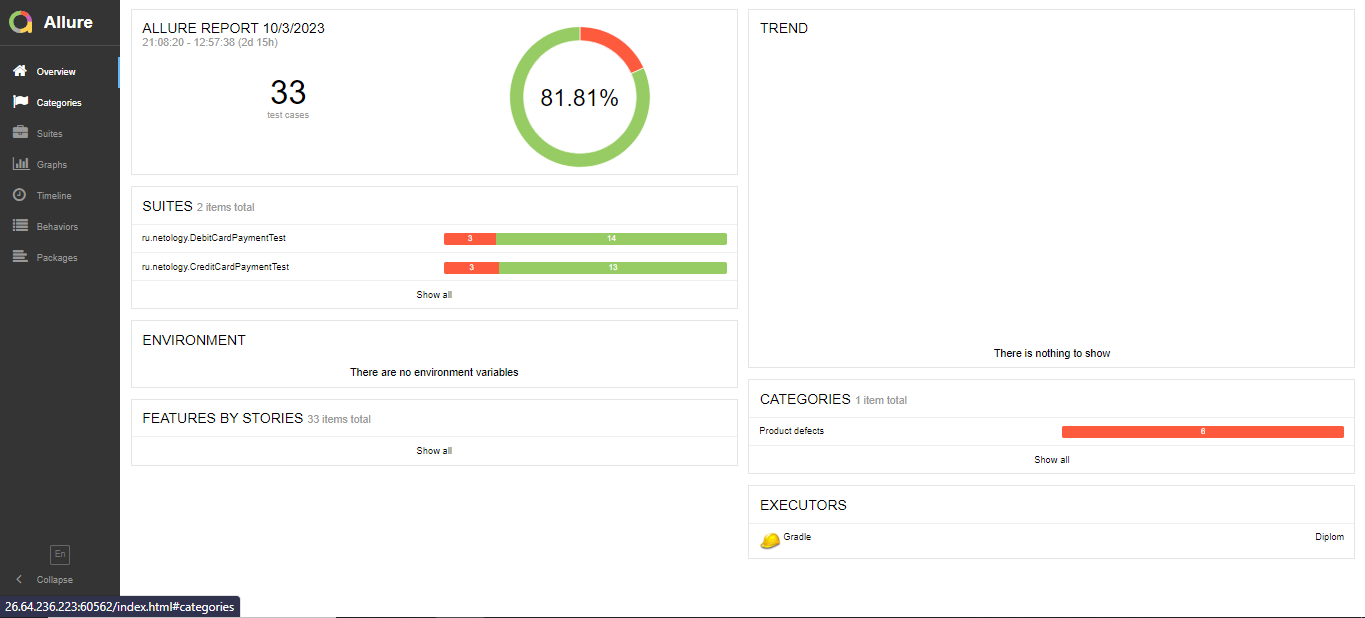 Allure
Overview
Categories
Suites
Graphs
Timeline
Behaviors
Packages
En
Collapse
26.64.236.223:60562/index.html#categories
ALLURE REPORT 10/3/2023
21:08:20 - 12:57:38 (2d 15h)
33
test cases
81.81%
SUITES 2 items total
ru.netology.DebitCardPaymentTest 3 14
ru.netology.CreditCardPaymentTest 3 13
Show all
ENVIRONMENT
There are no environment variables
FEATURES BY STORIES 33 items total
Show all
TREND
There is nothing to show
CATEGORIES 1 item total
Product defects 6
Show all
EXECUTORS
Gradle Diplom